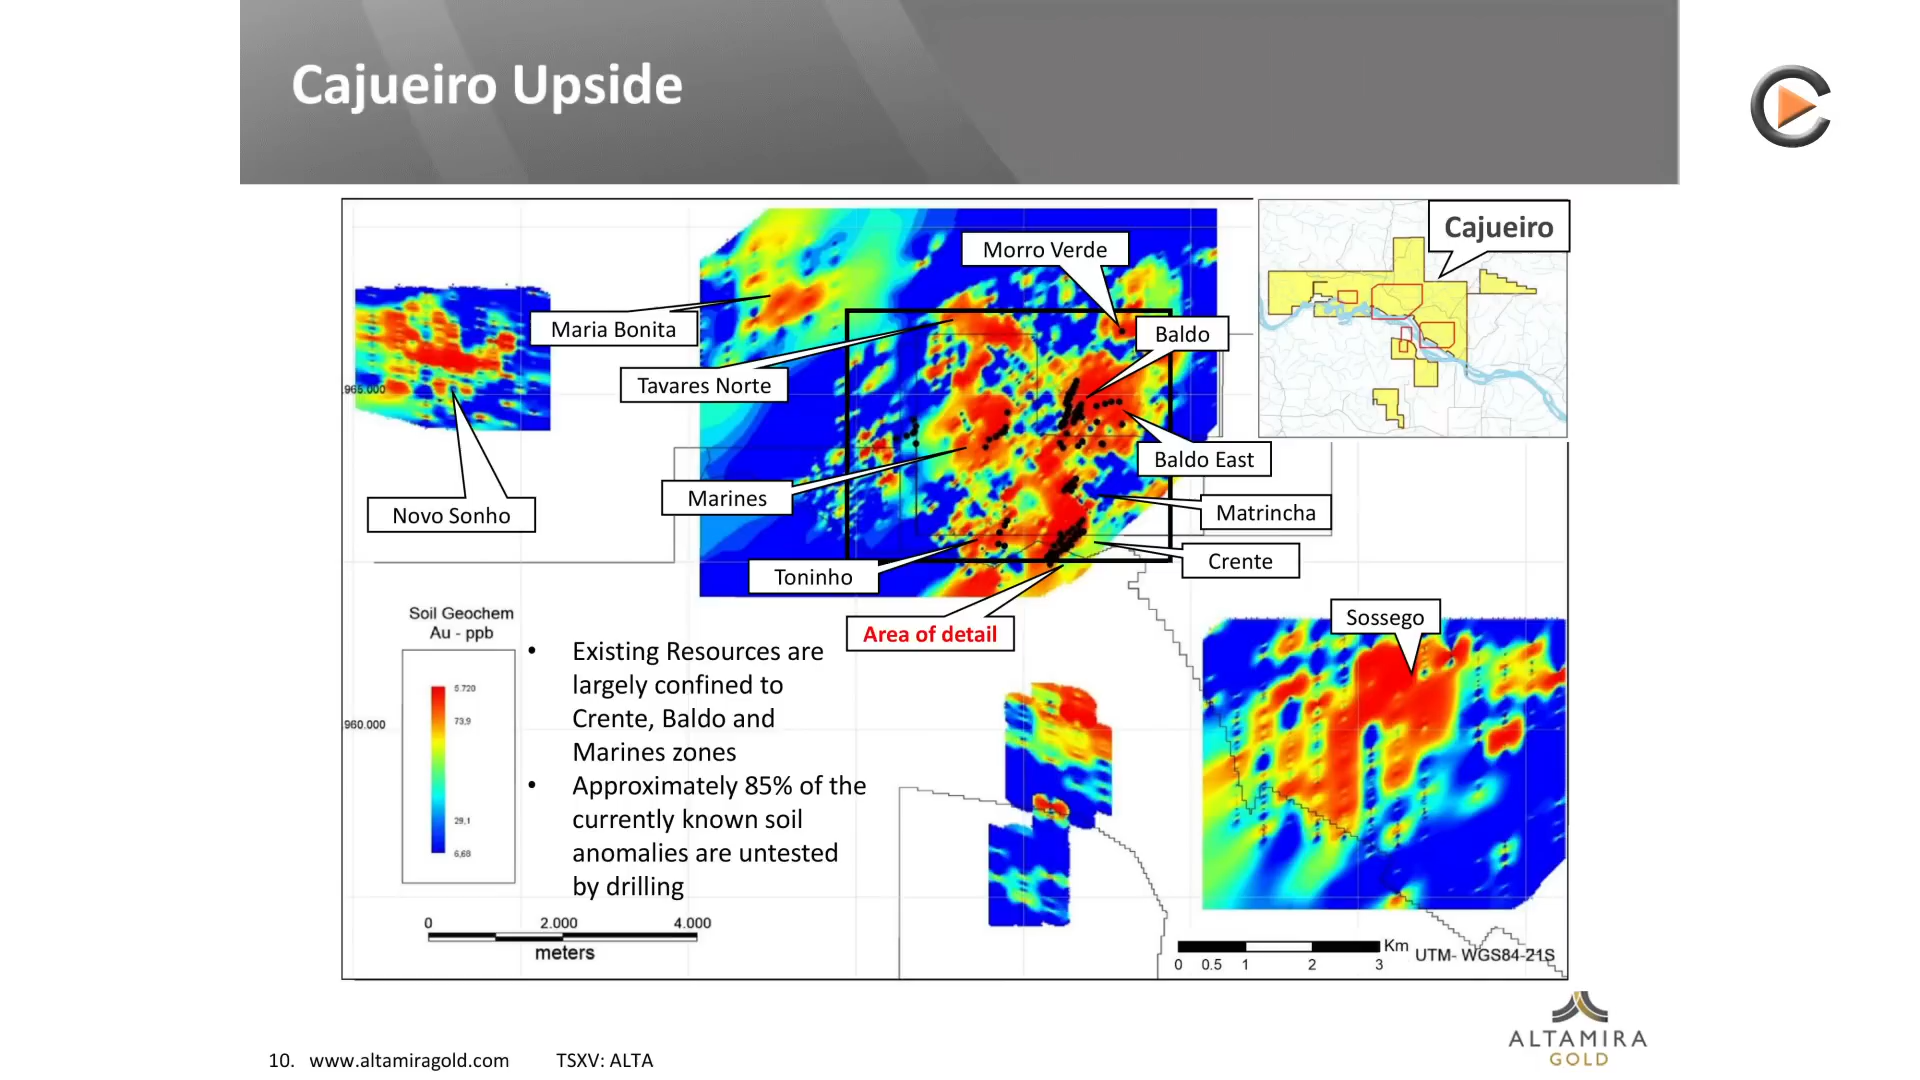 Cajueiro Upside
Cajueiro
Morro Verde
Maria Bonita
Baldo
Tavares Norte
965.000
Baldo East
Marines
Novo Sonho
Matrincha
Crente
Toninho
Area of detail
Sossego
Soil Geochem
Au - ppb
5.720
73,9
29,1
6,68
960.000
• Existing Resources are
largely confined to
Crente, Baldo and
Marines zones
• Approximately 85% of the
currently known soil
anomalies are untested
by drilling
0 2.000 4.000
meters
Km
0 0.5 1 2 3
UTM- WGS84-21S
ALTAMIRA
GOLD
10. www.altamiragold.com TSXV: ALTA